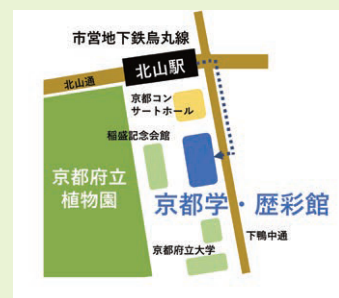 市営地下鉄烏丸線
北山駅
北山通
京都コン
サートホール
稲盛記念会館
京都府立
植物園
京都学・歴彩館
下鴨中通
京都府立大学